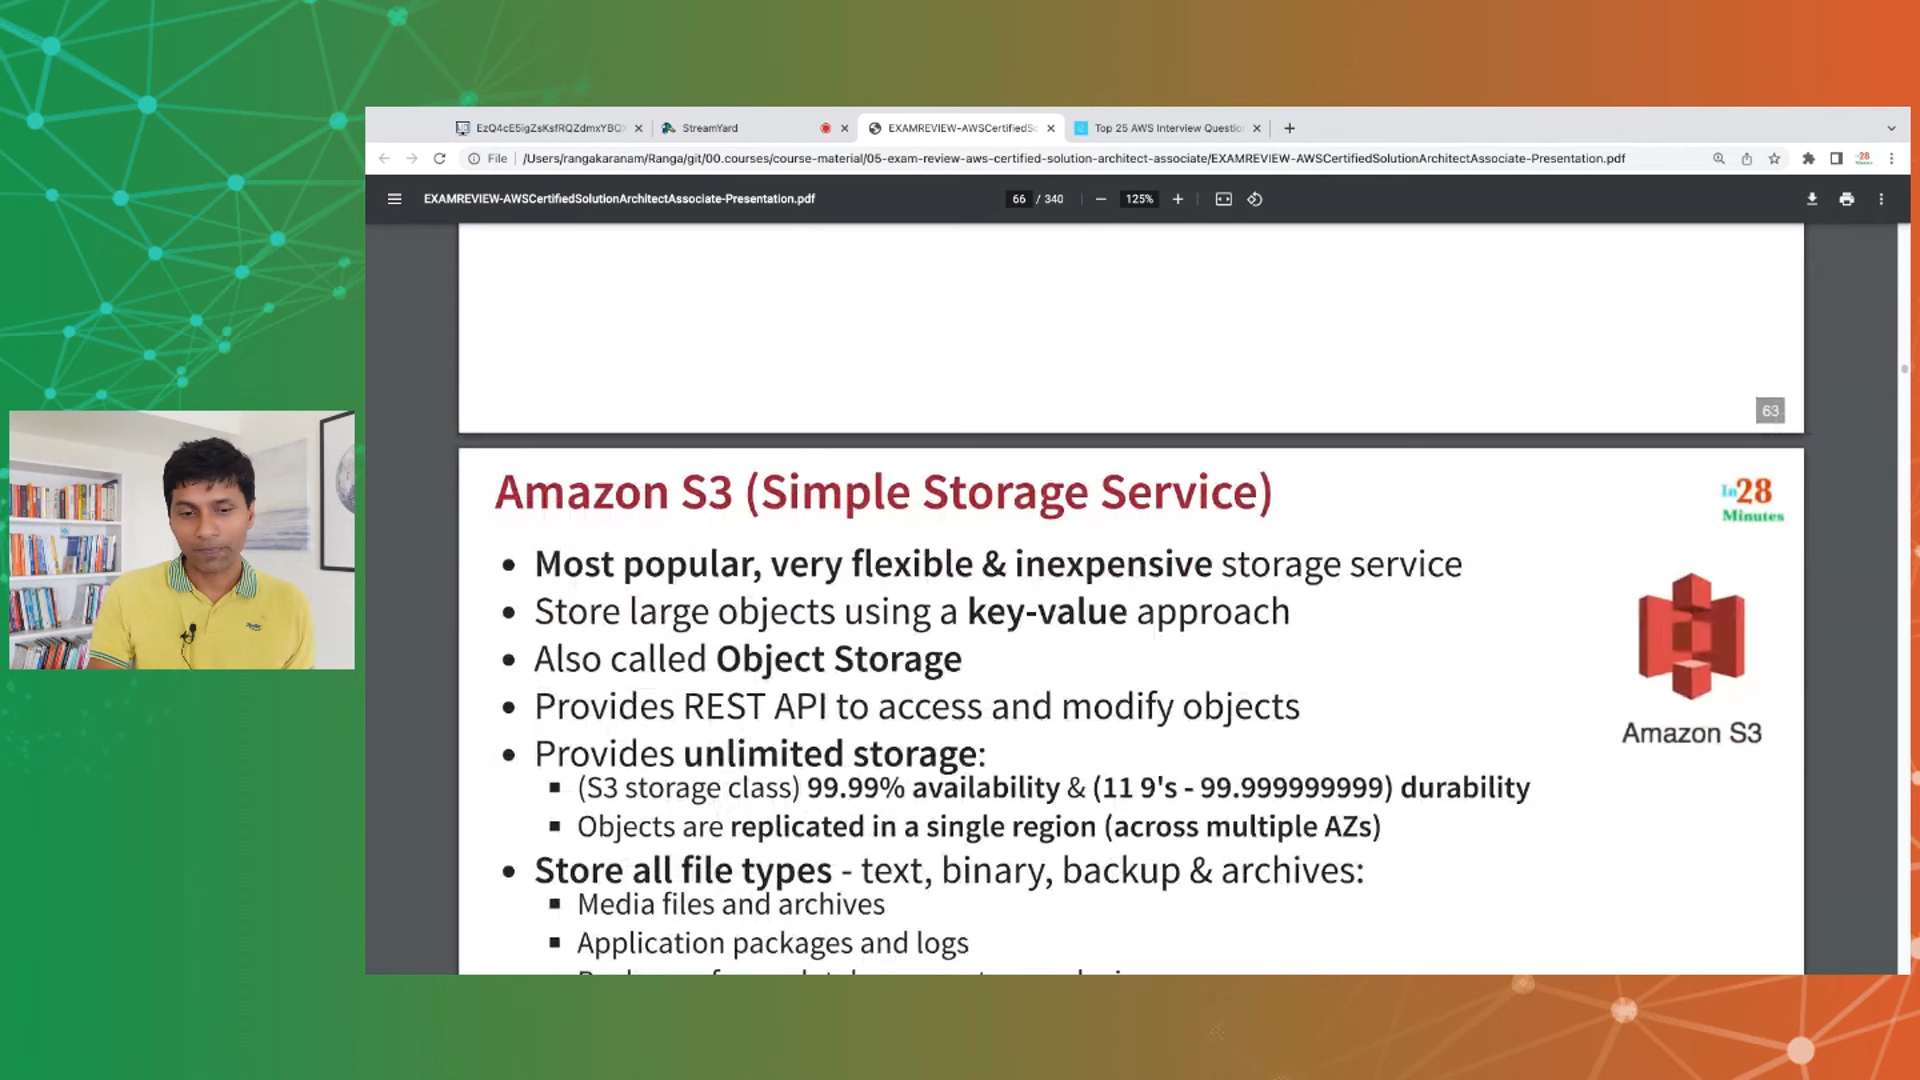 EzQ4cE5igZsKsfRQZdmxYBQ
StreamYard
EXAMREVIEW-AWSCertifiedSo
Top 25 AWS Interview Questio
File
/Users/rangakaranam/Ranga/git/00.courses/course-material/05-exam-review-aws-certified-solution-architect-associate/EXAMREVIEW-AWSCertifiedSolutionArchitectAssociate-Presentation.pdf
EXAMREVIEW-AWSCertifiedSolutionArchitectAssociate-Presentation.pdf
66 / 340
125%
63
Amazon S3 (Simple Storage Service)
In28
Minutes
• Most popular, very flexible & inexpensive storage service
• Store large objects using a key-value approach
• Also called Object Storage
• Provides REST API to access and modify objects
Amazon S3
• Provides unlimited storage:
▪ (S3 storage class) 99.99% availability & (11 9's - 99.999999999) durability
▪ Objects are replicated in a single region (across multiple AZs)
• Store all file types - text, binary, backup & archives:
▪ Media files and archives
▪ Application packages and logs